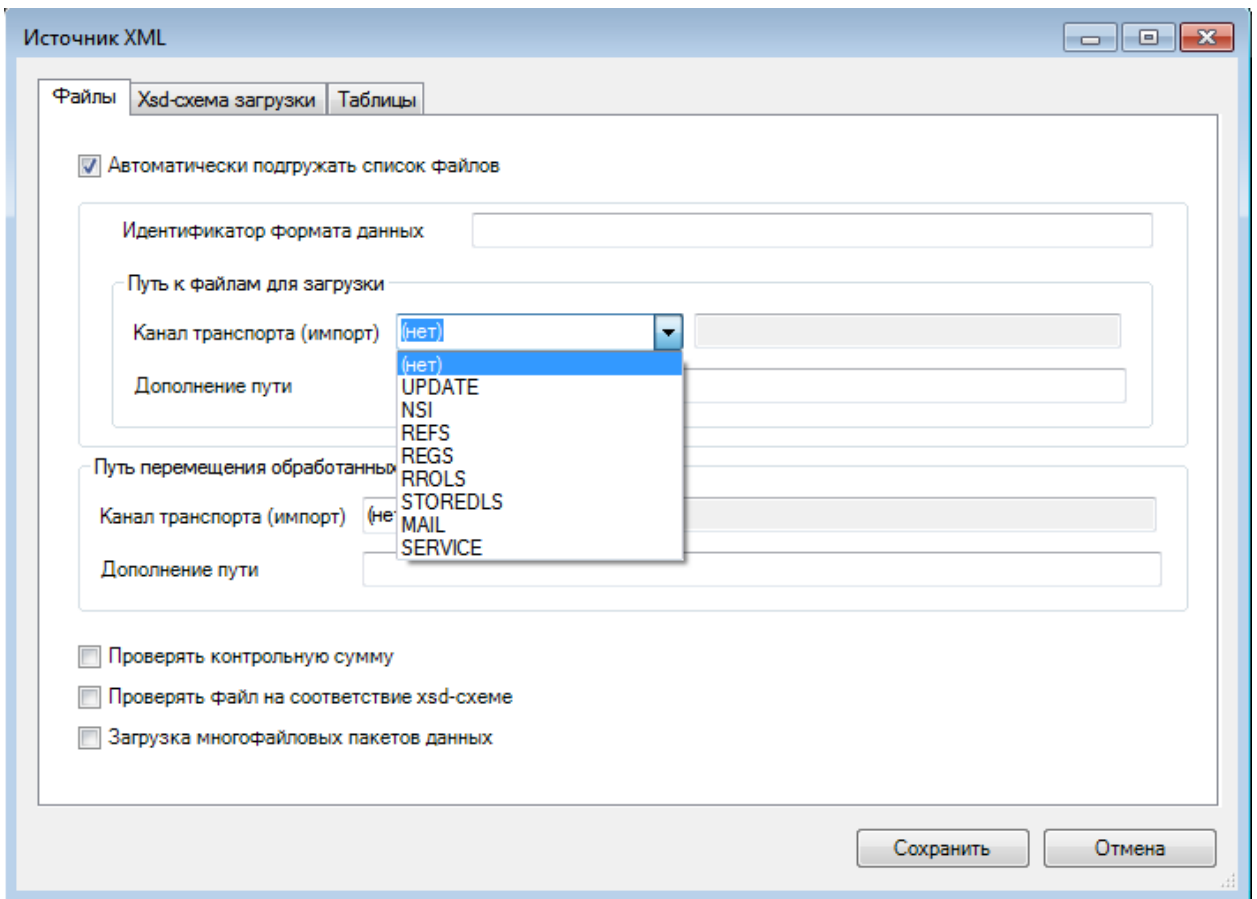 Источник XML
Файлы Xsd-схема загрузки Таблицы
Автоматически подгружать список файлов
Идентификатор формата данных
Путь к файлам для загрузки
Канал транспорта (импорт) (нет)
(нет)
Дополнение пути
UPDATE
NSI
REFS
REGS
RROLS
STOREDLS
MAIL
SERVICE
Путь перемещения обработанных
Канал транспорта (импорт) (не
Дополнение пути
Проверять контрольную сумму
Проверять файл на соответствие xsd-схеме
Загрузка многофайловых пакетов данных
Сохранить Отмена